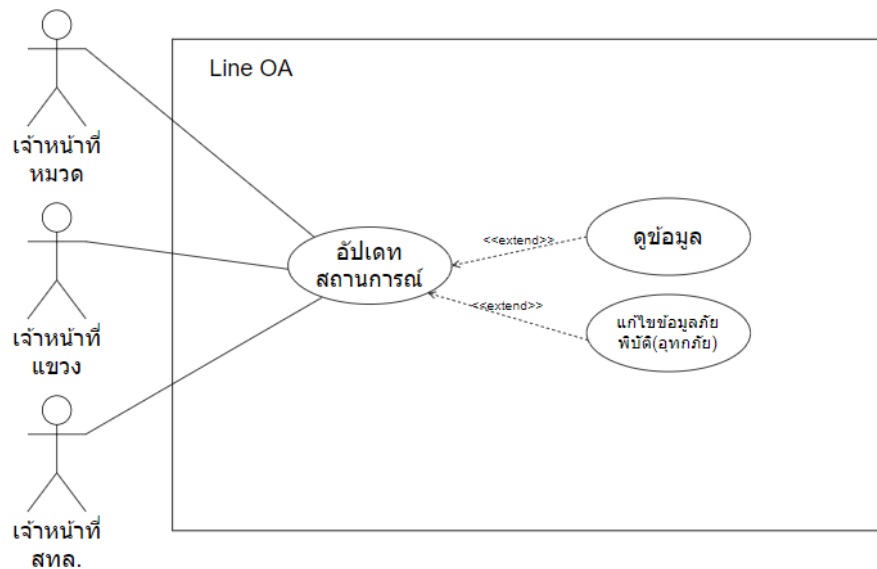 Line OA
เจ้าหน้าที่
หมวด
เจ้าหน้าที่
แขวง
เจ้าหน้าที่
สทล.
อัปเดท
สถานการณ์
<<extend>>
ดูข้อมูล
<<extend>>
แก้ไขข้อมูลภัย
พิบัติ(อุทกภัย)